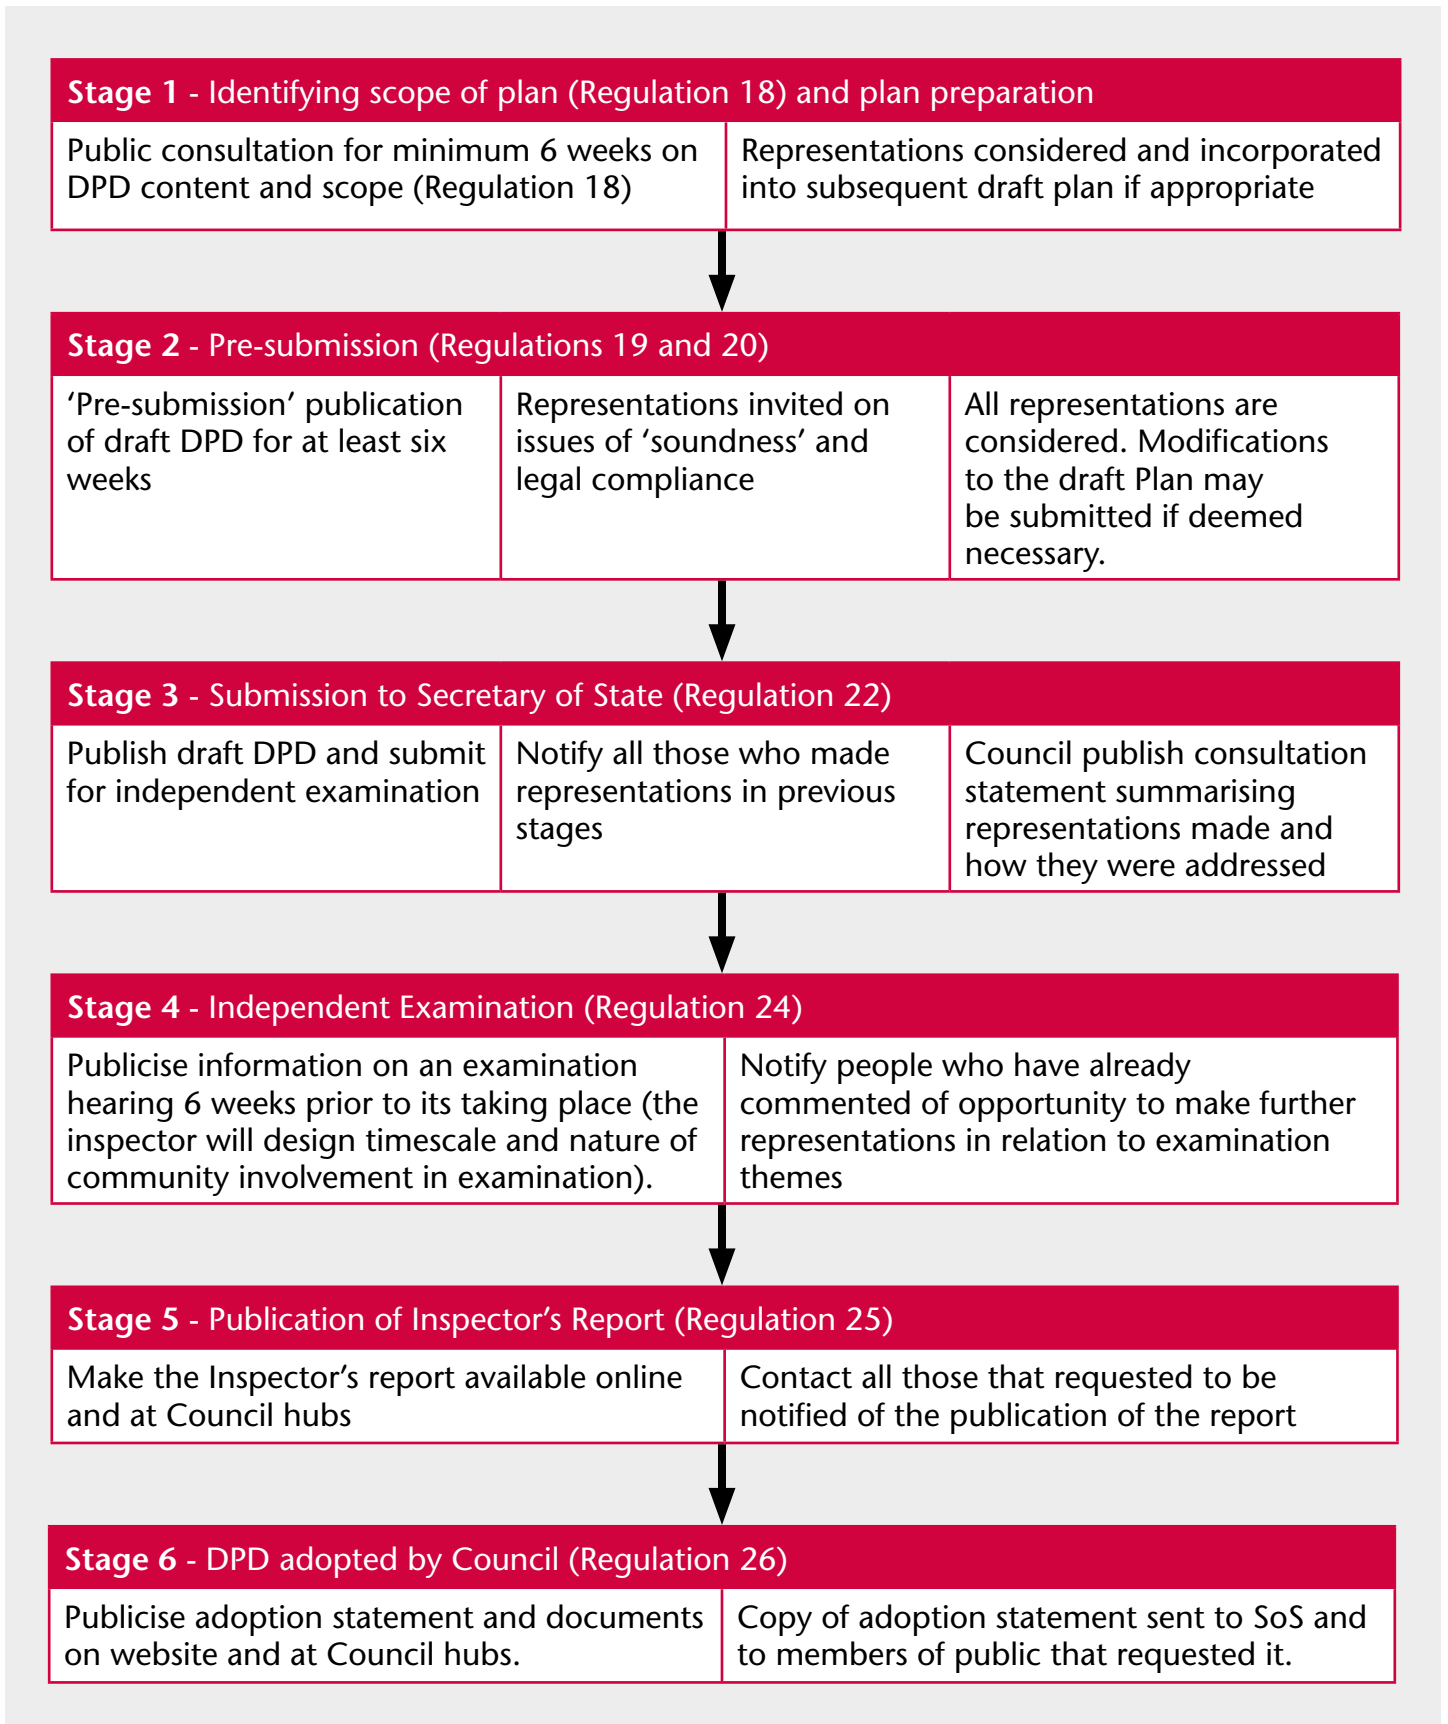 Stage 1 - Identifying scope of plan (Regulation 18) and plan preparation
Public consultation for minimum 6 weeks on
DPD content and scope (Regulation 18)
Representations considered and incorporated
into subsequent draft plan if appropriate
Stage 2 - Pre-submission (Regulations 19 and 20)
‘Pre-submission’ publication
of draft DPD for at least six
weeks
Representations invited on
issues of ‘soundness’ and
legal compliance
All representations are
considered. Modifications
to the draft Plan may
be submitted if deemed
necessary.
Stage 3 - Submission to Secretary of State (Regulation 22)
Publish draft DPD and submit
for independent examination
Notify all those who made
representations in previous
stages
Council publish consultation
statement summarising
representations made and
how they were addressed
Stage 4 - Independent Examination (Regulation 24)
Publicise information on an examination
hearing 6 weeks prior to its taking place (the
inspector will design timescale and nature of
community involvement in examination).
Notify people who have already
commented of opportunity to make further
representations in relation to examination
themes
Stage 5 - Publication of Inspector’s Report (Regulation 25)
Make the Inspector’s report available online
and at Council hubs
Contact all those that requested to be
notified of the publication of the report
Stage 6 - DPD adopted by Council (Regulation 26)
Publicise adoption statement and documents
on website and at Council hubs.
Copy of adoption statement sent to SoS and
to members of public that requested it.